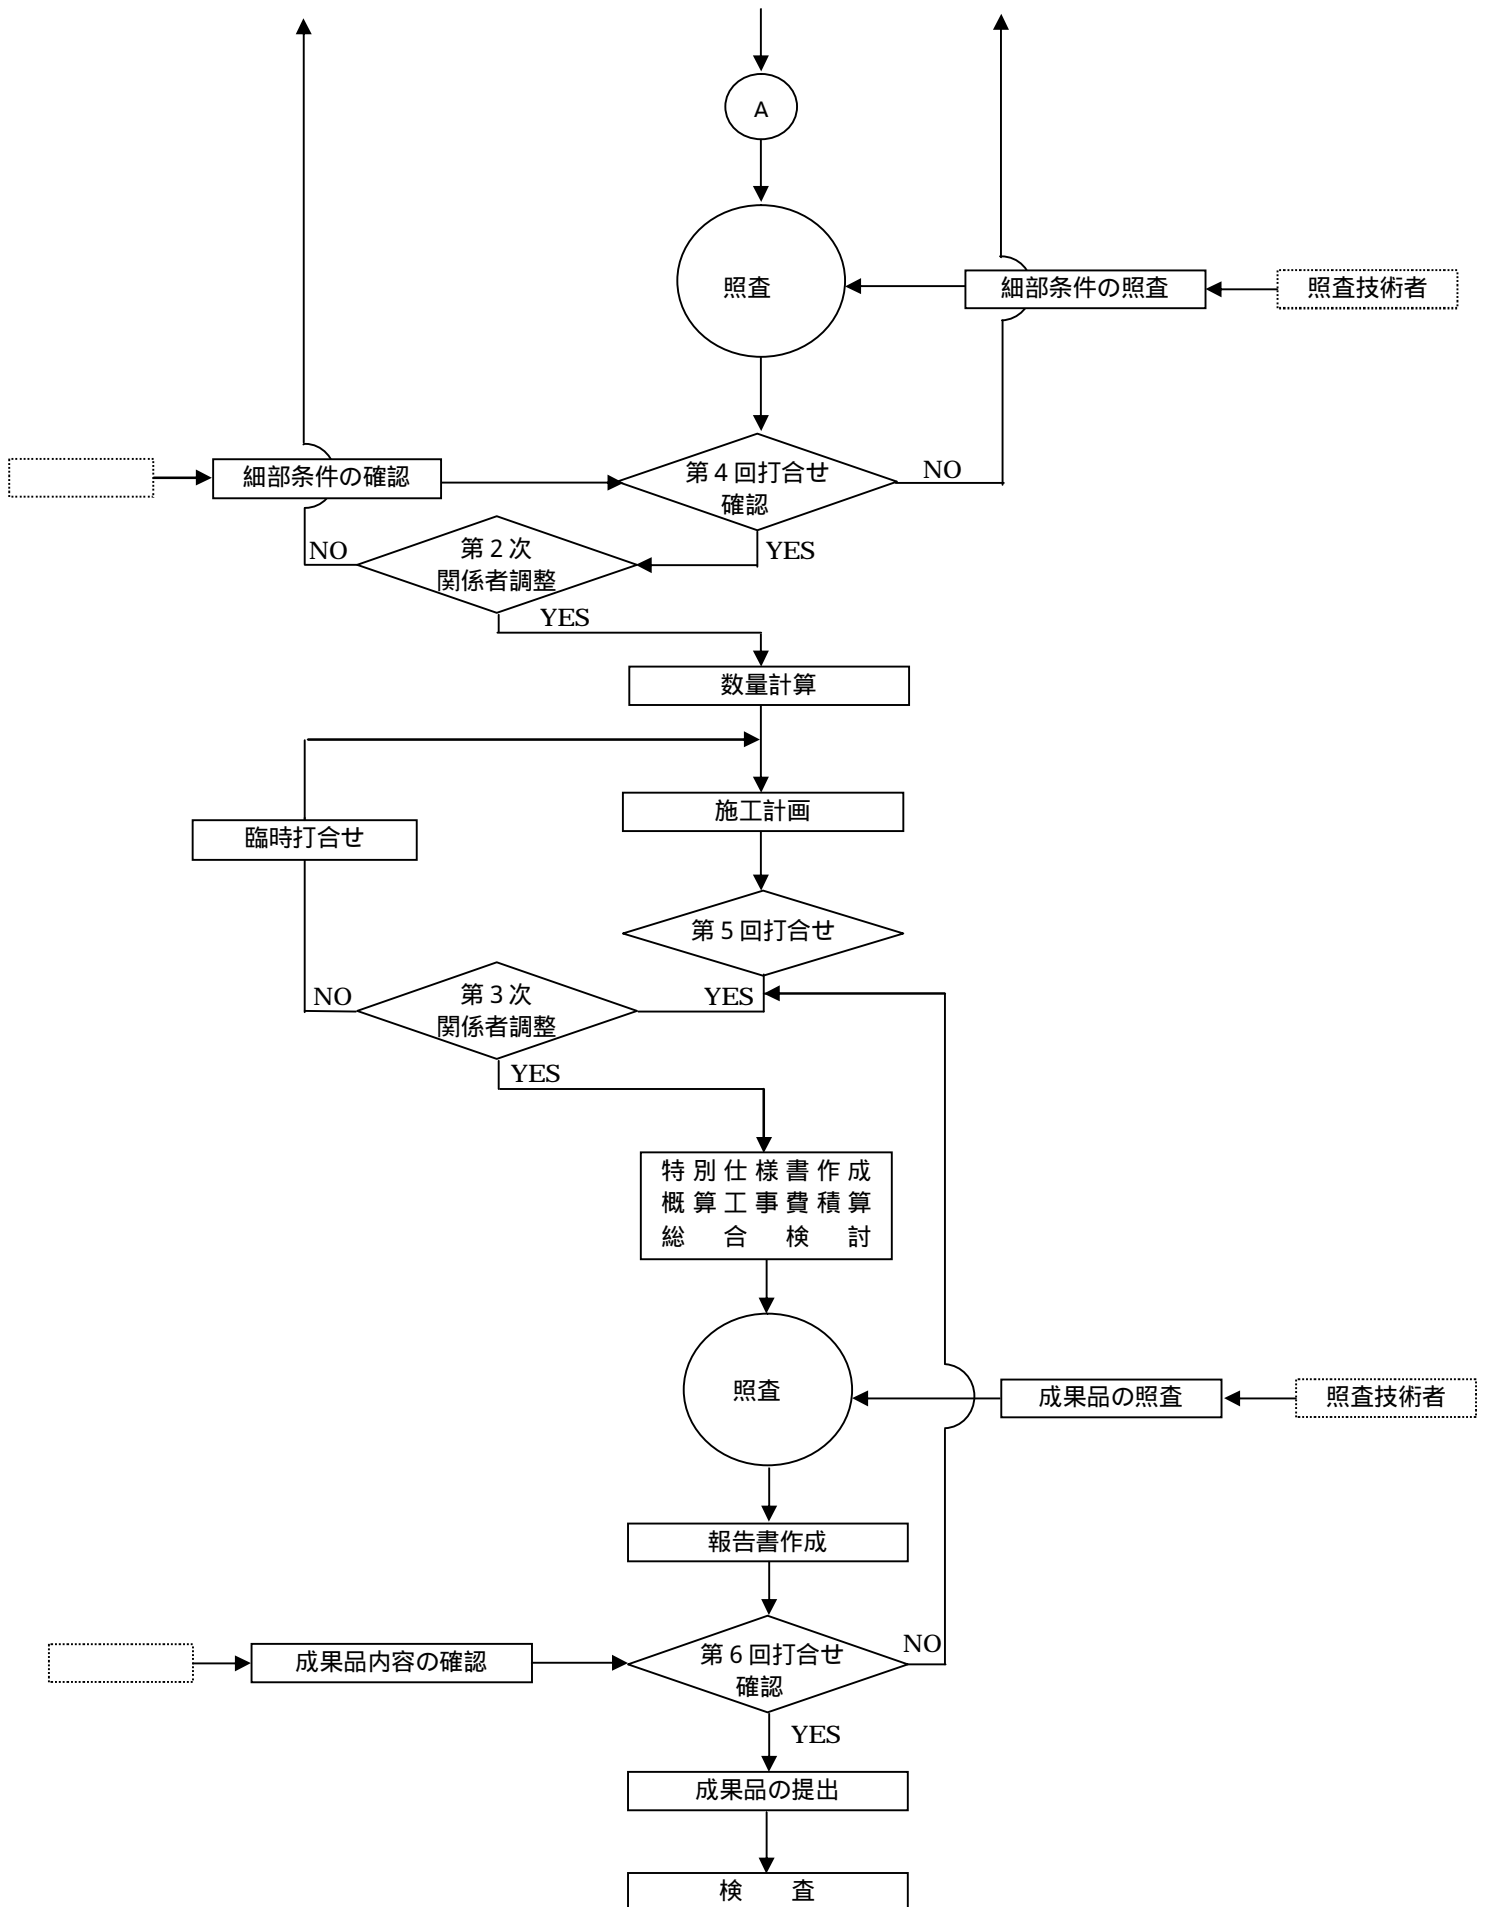 A
照査
細部条件の照査
照査技術者
細部条件の確認
第4回打合せ
確認
NO
YES
NO
第2次
関係者調整
YES
数量計算
施工計画
臨時打合せ
第5回打合せ
NO
第3次
関係者調整
YES
YES
特別仕様書作成
概算工事費積算
総合検討
照査
成果品の照査
照査技術者
報告書作成
成果品内容の確認
第6回打合せ
確認
NO
YES
成果品の提出
検　査